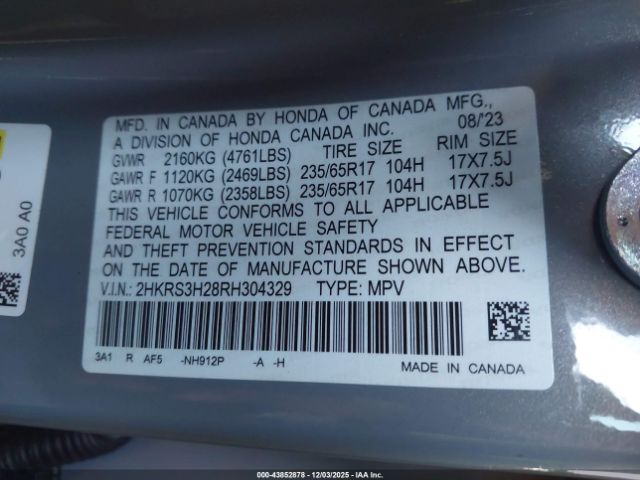 MFD. IN CANADA BY HONDA OF CANADA MFG.,
A DIVISION OF HONDA CANADA INC. 08/23
GVWR 2160KG (4761LBS) TIRE SIZE RIM SIZE
GAWR F 1120KG (2469LBS) 235/65R17 104H 17X7.5J
GAWR R 1070KG (2358LBS) 235/65R17 104H 17X7.5J
THIS VEHICLE CONFORMS TO ALL APPLICABLE
FEDERAL MOTOR VEHICLE SAFETY
AND THEFT PREVENTION STANDARDS IN EFFECT
ON THE DATE OF MANUFACTURE SHOWN ABOVE.
V.I.N.: 2HKRS3H28RH304329 TYPE: MPV
3A1 R AF5 -NH912P -A -H
MADE IN CANADA
3A0 A0
000-43852878 - 12/03/2025 - IAA Inc.